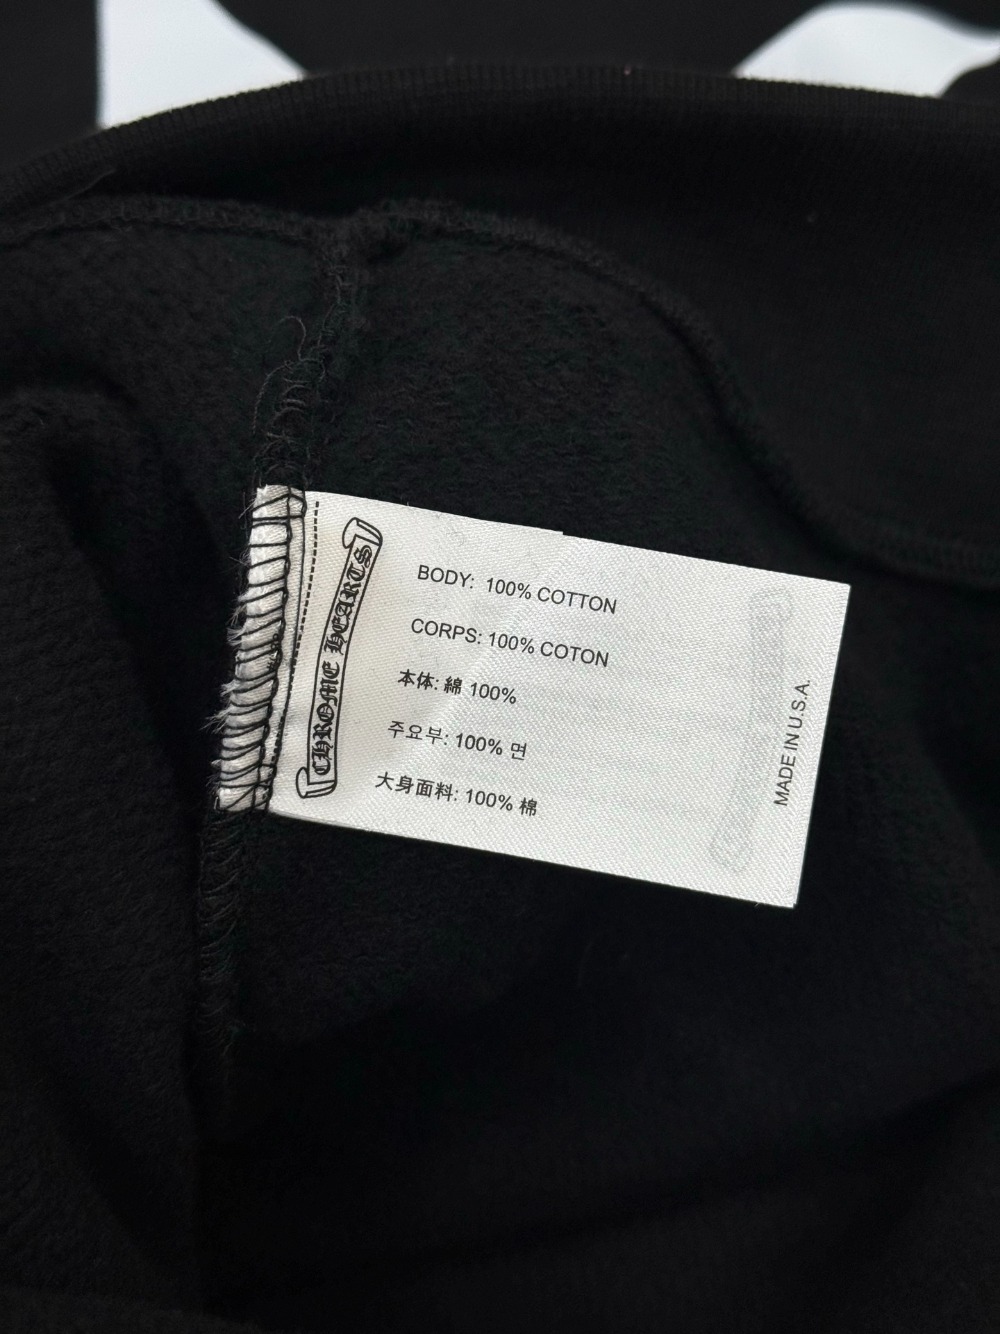 CHROME HEARTS
BODY: 100% COTTON
CORPS: 100% COTON
本体: 綿 100%
주요부: 100% 면
大身面料: 100% 棉
MADE IN U.S.A.